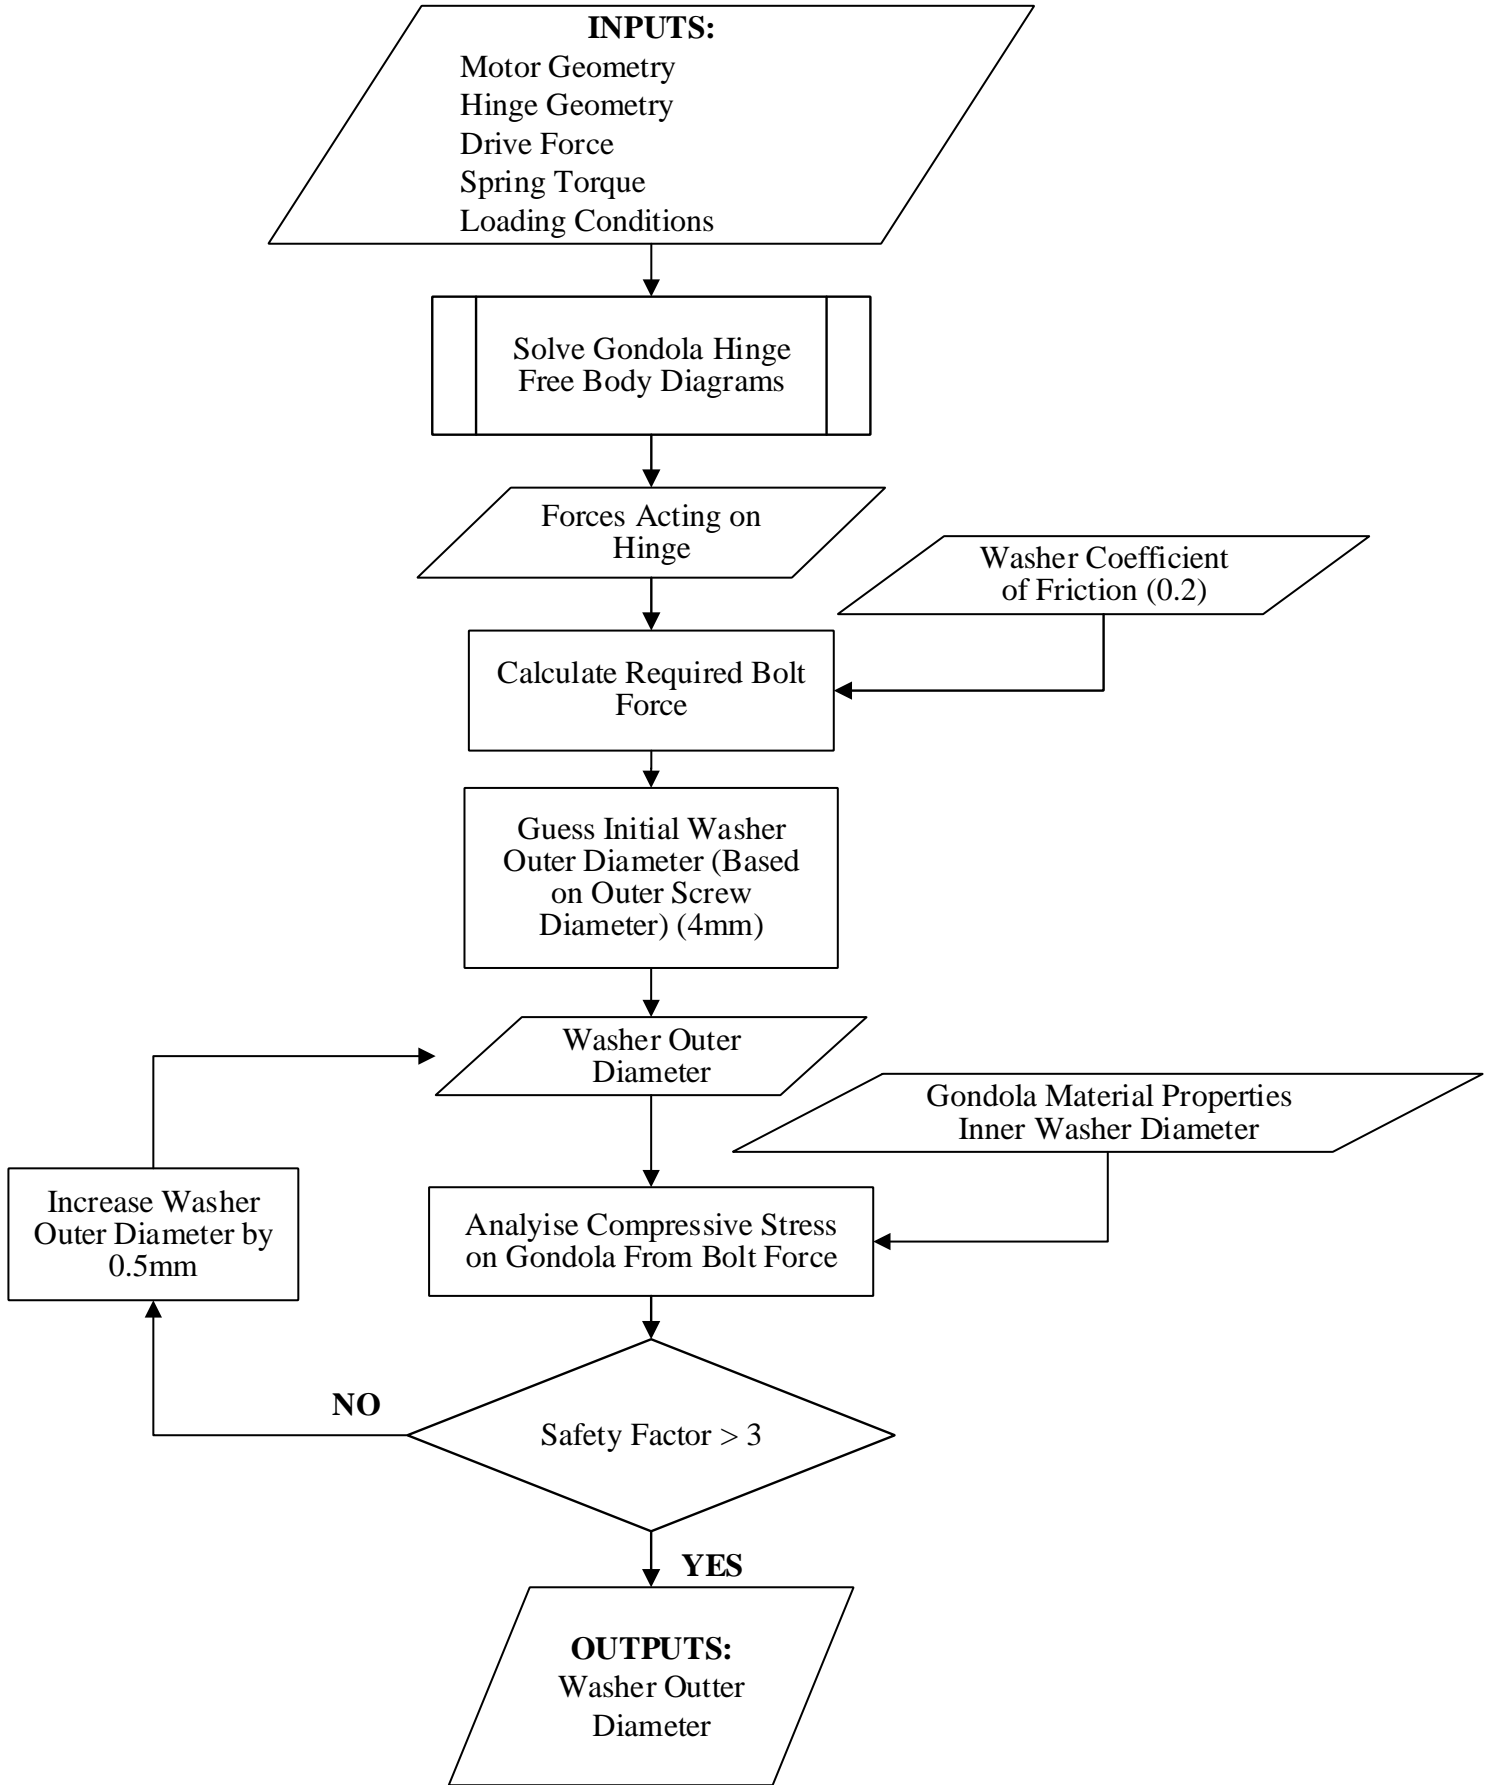 INPUTS:
Motor Geometry
Hinge Geometry
Drive Force
Spring Torque
Loading Conditions
Solve Gondola Hinge
Free Body Diagrams
Forces Acting on
Hinge
Washer Coefficient
of Friction (0.2)
Calculate Required Bolt
Force
Guess Initial Washer
Outer Diameter (Based
on Outer Screw
Diameter) (4mm)
Washer Outer
Diameter
Gondola Material Properties
Inner Washer Diameter
Increase Washer
Outer Diameter by
0.5mm
Analyise Compressive Stress
on Gondola From Bolt Force
NO
Safety Factor > 3
YES
OUTPUTS:
Washer Outter
Diameter